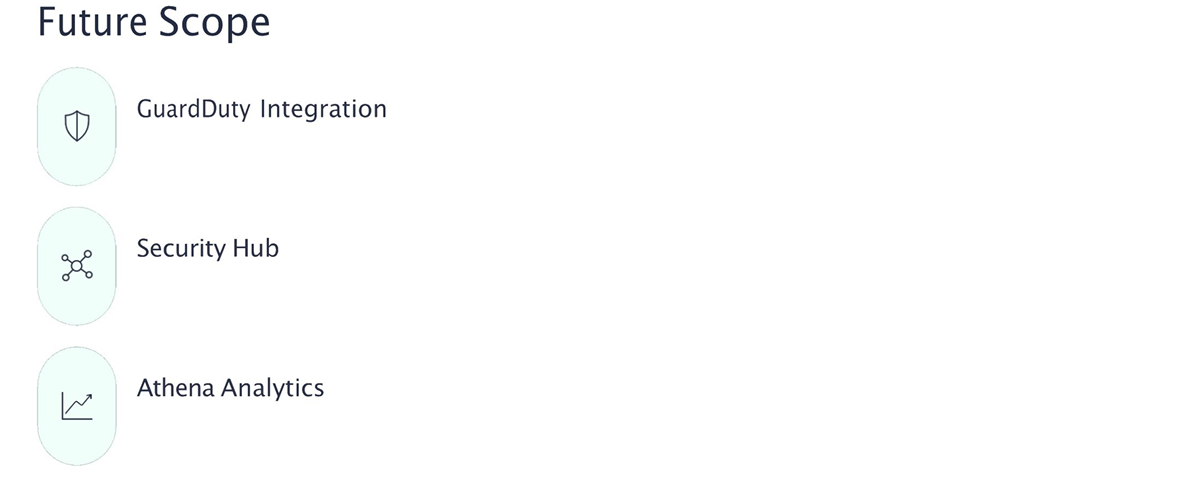 Future Scope
GuardDuty Integration
Security Hub
Athena Analytics